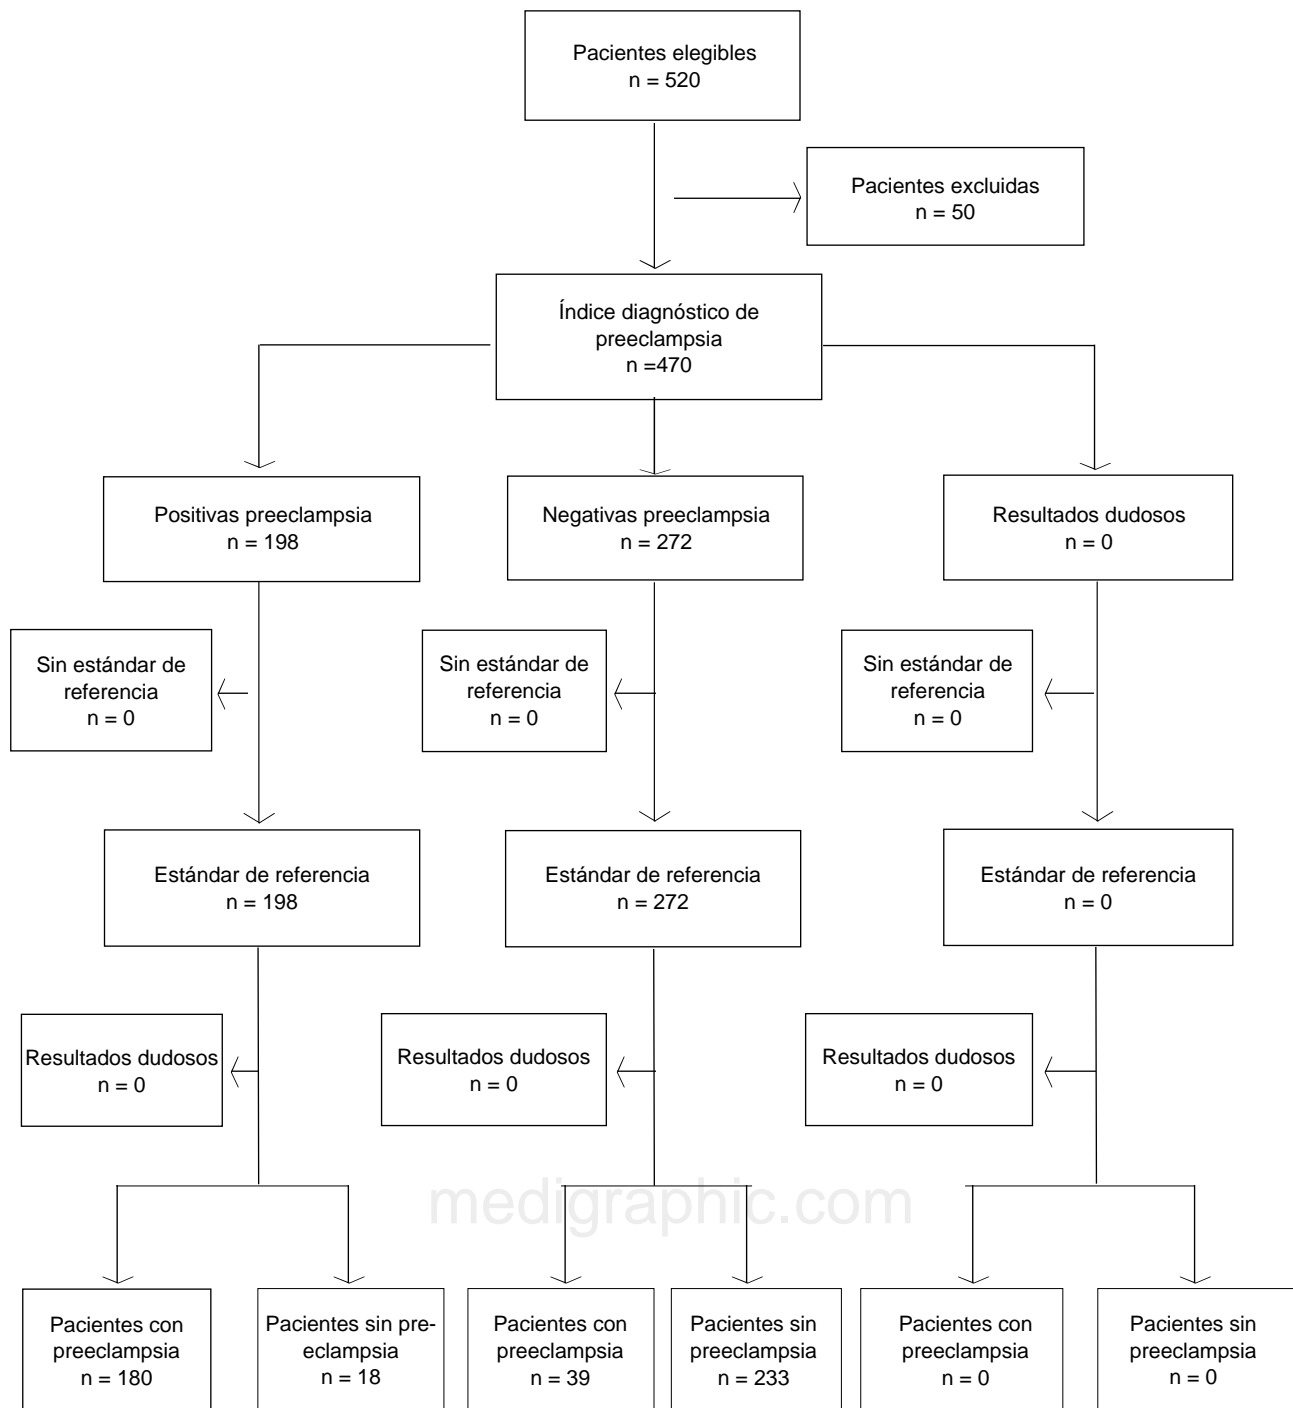 Pacientes elegibles
n = 520
Pacientes excluidas
n = 50
Índice diagnóstico de
preeclampsia
n =470
Positivas preeclampsia
n = 198
Negativas preeclampsia
n = 272
Resultados dudosos
n = 0
Sin estándar de
referencia
n = 0
Sin estándar de
referencia
n = 0
Sin estándar de
referencia
n = 0
Estándar de referencia
n = 198
Estándar de referencia
n = 272
Estándar de referencia
n = 0
Resultados dudosos
n = 0
Resultados dudosos
n = 0
Resultados dudosos
n = 0
medigraphic.com
Pacientes con
preeclampsia
n = 180
Pacientes sin pre-
eclampsia
n = 18
Pacientes con
preeclampsia
n = 39
Pacientes sin
preeclampsia
n = 233
Pacientes con
preeclampsia
n = 0
Pacientes sin
preeclampsia
n = 0